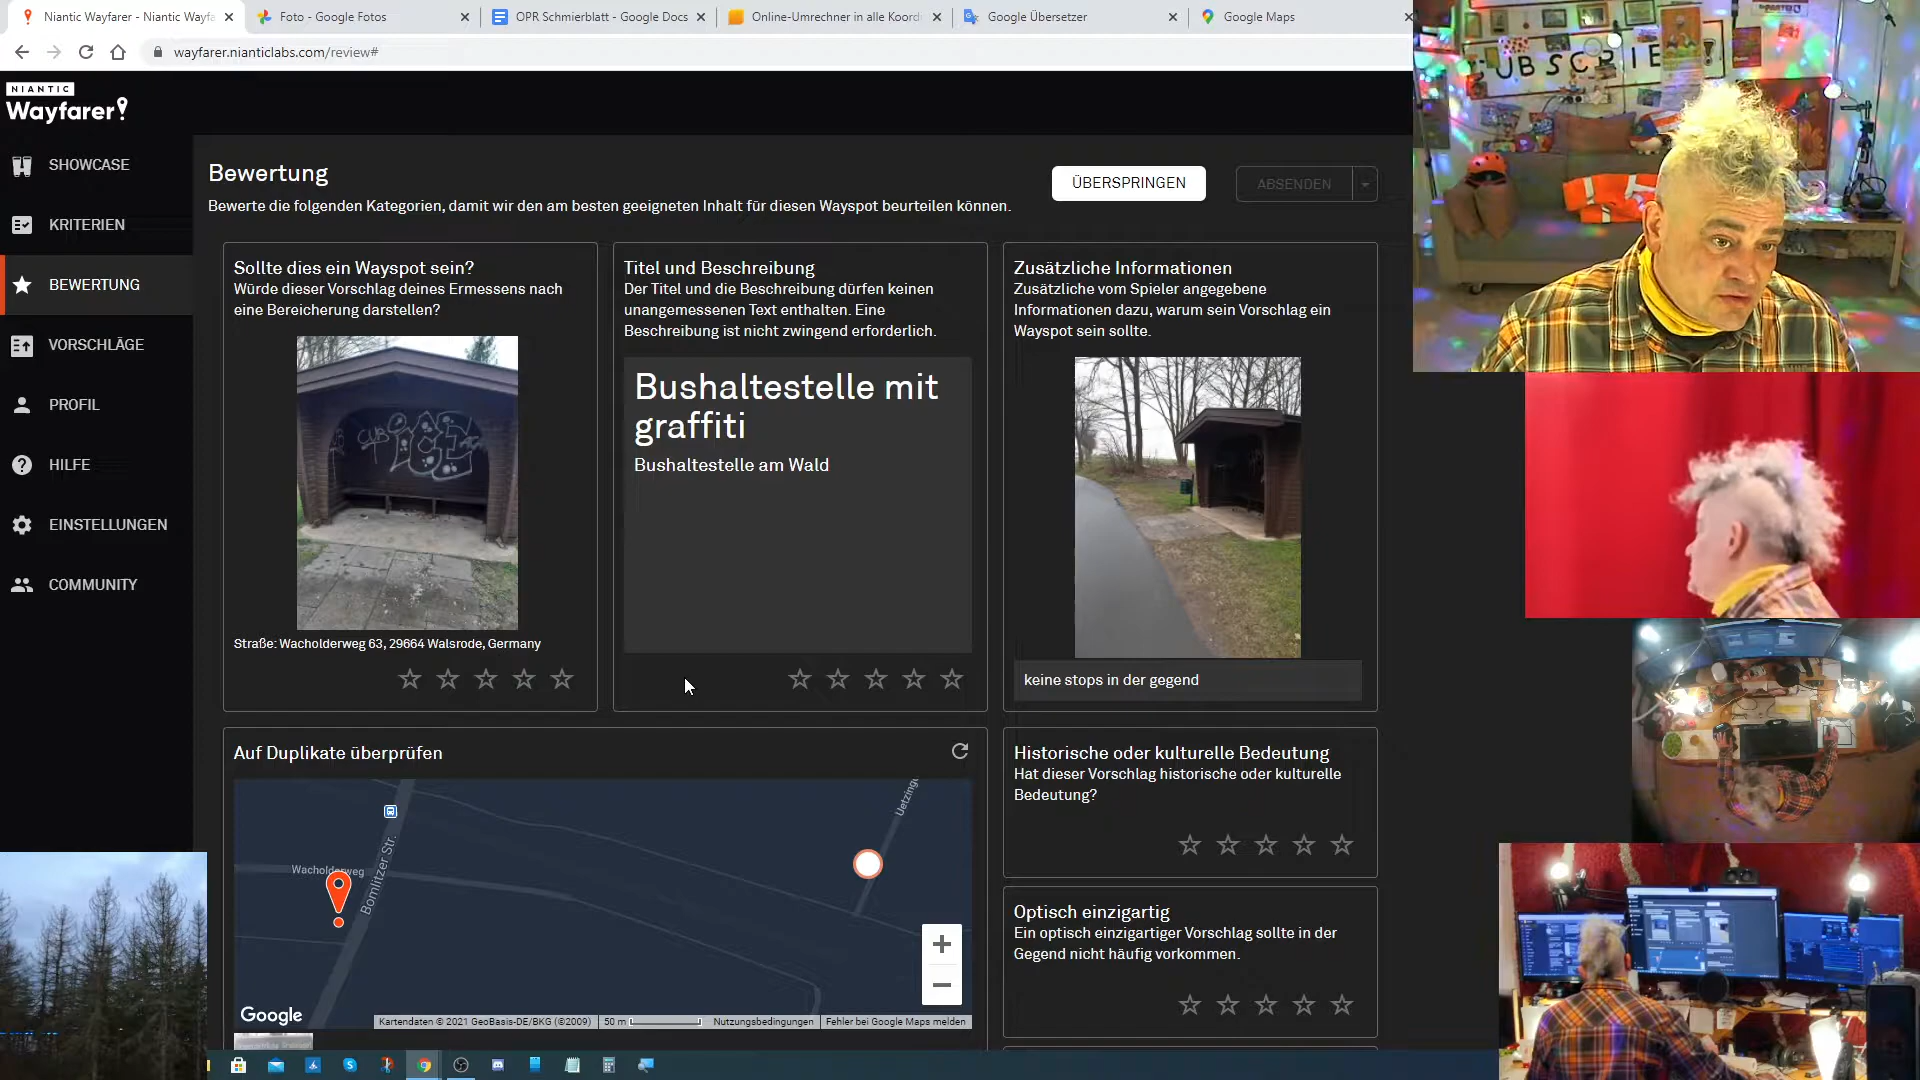 Niantic Wayfarer - Niantic Wayfa
Foto - Google Fotos
OPR Schmierblatt - Google Docs
Online-Umrechner in alle Koord
Google Übersetzer
Google Maps
wayfarer.nianticlabs.com/review#
NIANTIC
Wayfarer
SHOWCASE
KRITERIEN
BEWERTUNG
VORSCHLÄGE
PROFIL
HILFE
EINSTELLUNGEN
COMMUNITY
Bewertung
Bewerte die folgenden Kategorien, damit wir den am besten geeigneten Inhalt für diesen Wayspot beurteilen können.
ÜBERSPRINGEN
ABSENDEN
Sollte dies ein Wayspot sein?
Würde dieser Vorschlag deines Ermessens nach
eine Bereicherung darstellen?
ICE
Straße: Wacholderweg 63, 29664 Walsrode, Germany
Titel und Beschreibung
Der Titel und die Beschreibung dürfen keinen
unangemessenen Text enthalten. Eine
Beschreibung ist nicht zwingend erforderlich.
Bushaltestelle mit
graffiti
Bushaltestelle am Wald
Zusätzliche Informationen
Zusätzliche vom Spieler angegebene
Informationen dazu, warum sein Vorschlag ein
Wayspot sein sollte.
keine stops in der gegend
Auf Duplikate überprüfen
Wacholderweg
Bomlitzer Str.
Uetzing
Google
Kartendaten © 2021 GeoBasis-DE/BKG (©2009)
50 m
Nutzungsbedingungen
Fehler bei Google Maps melden
Historische oder kulturelle Bedeutung
Hat dieser Vorschlag historische oder kulturelle
Bedeutung?
Optisch einzigartig
Ein optisch einzigartiger Vorschlag sollte in der
Gegend nicht häufig vorkommen.
SUBSCRIBE